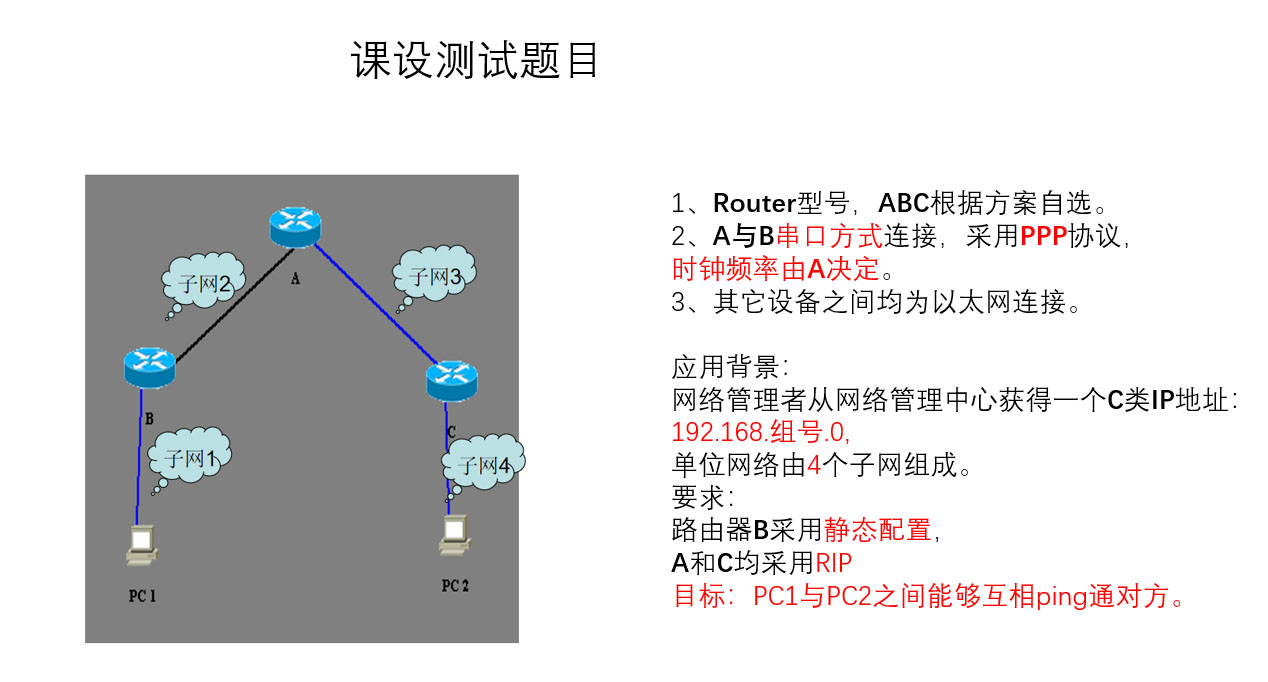 课设测试题目
子网2
子网3
A
B
C
子网1
子网4
PC 1
PC 2
1、Router型号，ABC根据方案自选。
2、A与B串口方式连接，采用PPP协议，
时钟频率由A决定。
3、其它设备之间均为以太网连接。
应用背景：
网络管理者从网络管理中心获得一个C类IP地址：
192.168.组号.0,
单位网络由4个子网组成。
要求：
路由器B采用静态配置，
A和C均采用RIP
目标：PC1与PC2之间能够互相ping通对方。